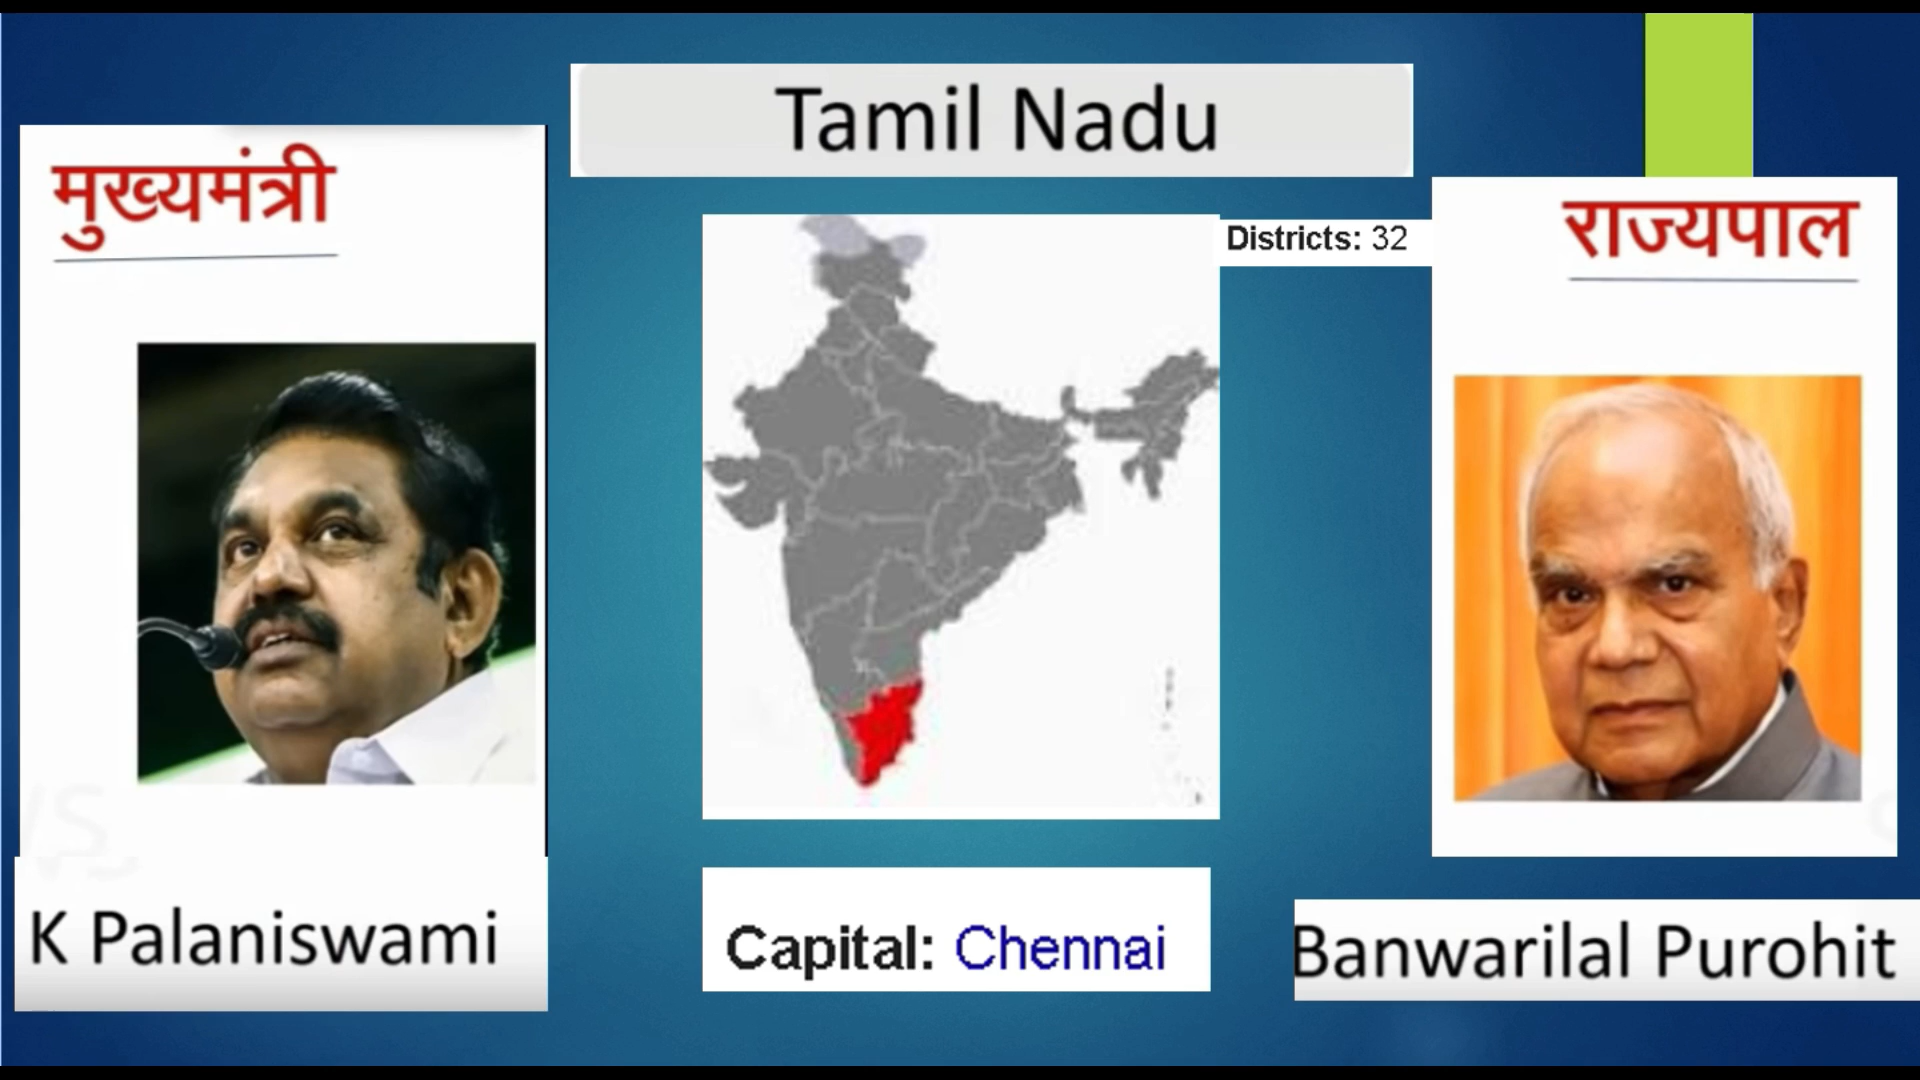 Tamil Nadu
मुख्यमंत्री
राज्यपाल
Districts: 32
K Palaniswami
Capital: Chennai
Banwarilal Purohit